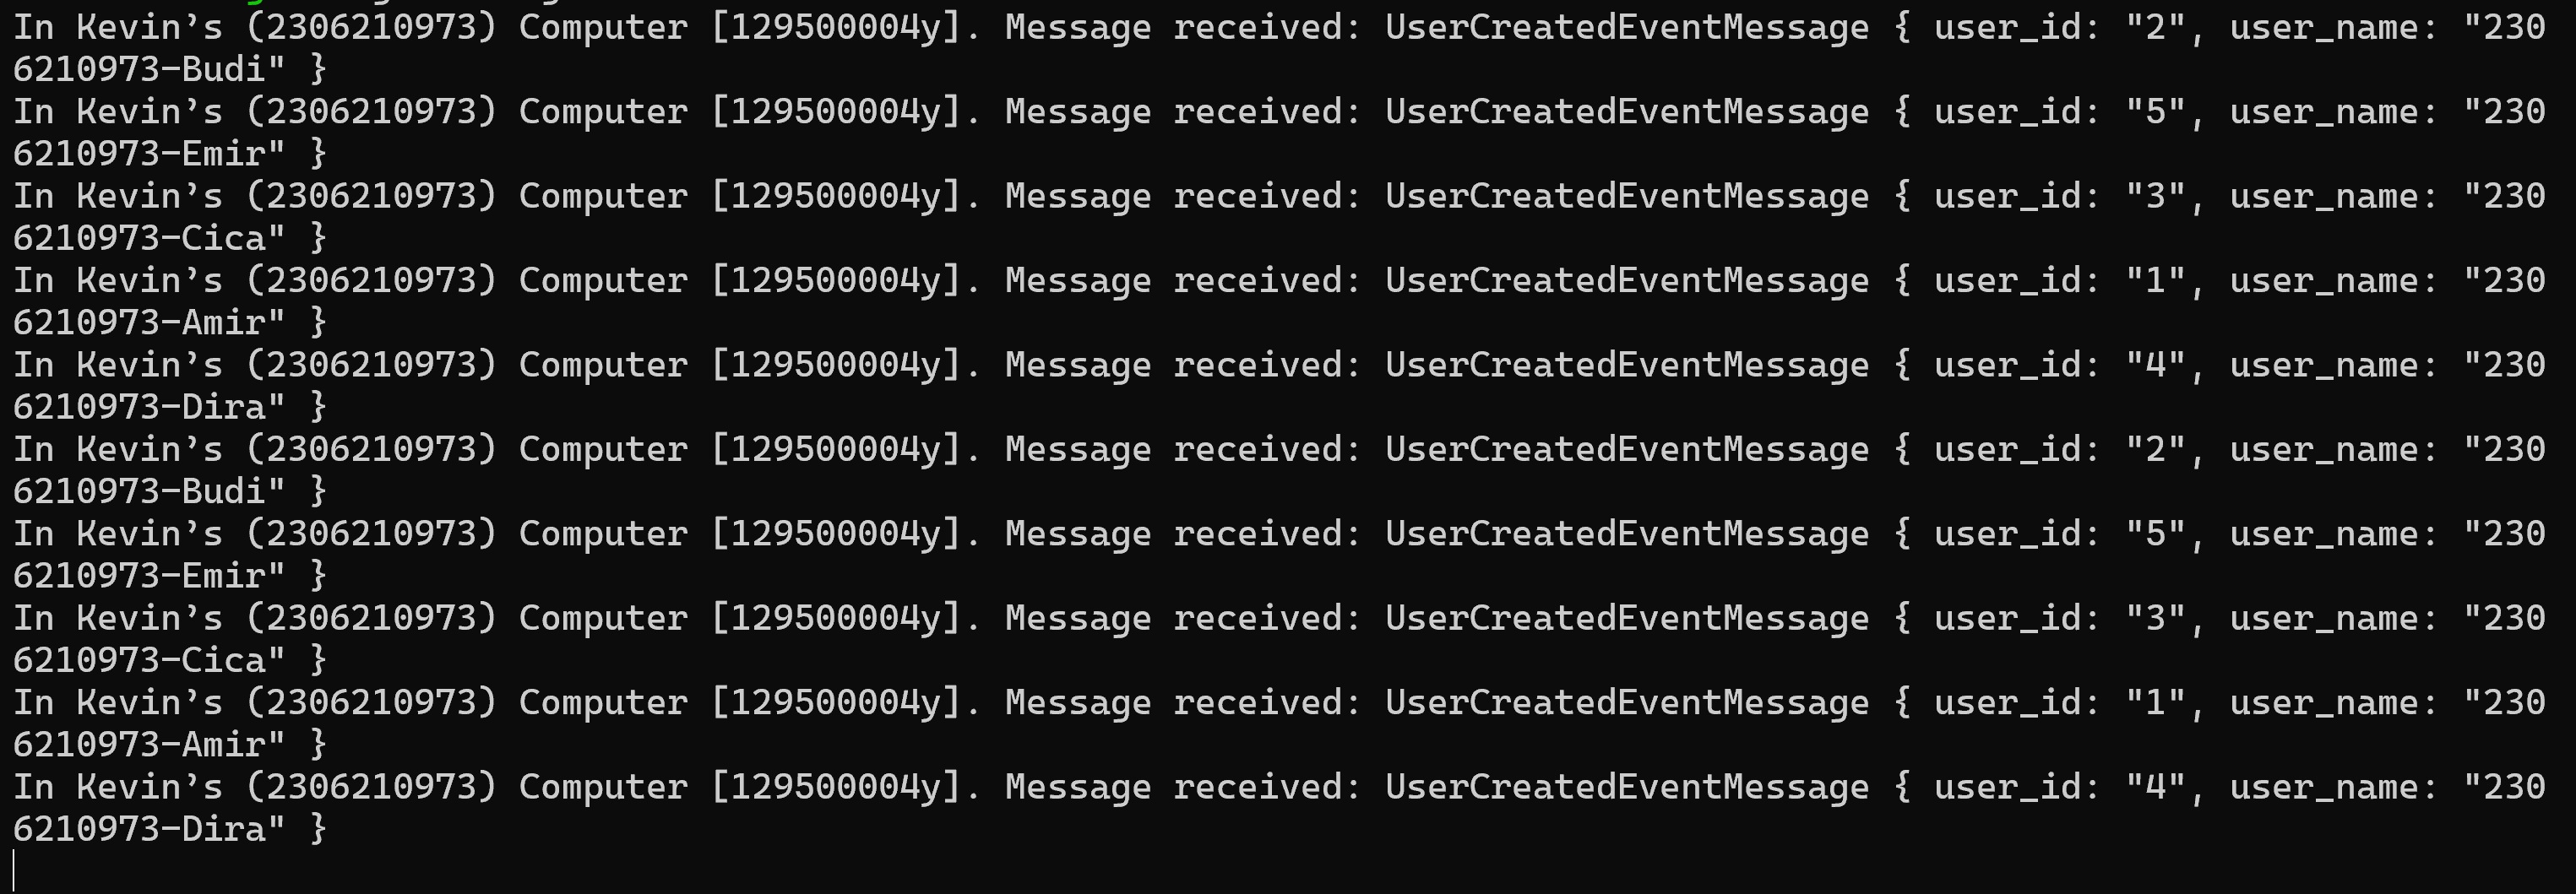 In Kevin’s (2306210973) Computer [129500004y]. Message received: UserCreatedEventMessage { user_id: "2", user_name: "230
6210973-Budi" }
In Kevin’s (2306210973) Computer [129500004y]. Message received: UserCreatedEventMessage { user_id: "5", user_name: "230
6210973-Emir" }
In Kevin’s (2306210973) Computer [129500004y]. Message received: UserCreatedEventMessage { user_id: "3", user_name: "230
6210973-Cica" }
In Kevin’s (2306210973) Computer [129500004y]. Message received: UserCreatedEventMessage { user_id: "1", user_name: "230
6210973-Amir" }
In Kevin’s (2306210973) Computer [129500004y]. Message received: UserCreatedEventMessage { user_id: "4", user_name: "230
6210973-Dira" }
In Kevin’s (2306210973) Computer [129500004y]. Message received: UserCreatedEventMessage { user_id: "2", user_name: "230
6210973-Budi" }
In Kevin’s (2306210973) Computer [129500004y]. Message received: UserCreatedEventMessage { user_id: "5", user_name: "230
6210973-Emir" }
In Kevin’s (2306210973) Computer [129500004y]. Message received: UserCreatedEventMessage { user_id: "3", user_name: "230
6210973-Cica" }
In Kevin’s (2306210973) Computer [129500004y]. Message received: UserCreatedEventMessage { user_id: "1", user_name: "230
6210973-Amir" }
In Kevin’s (2306210973) Computer [129500004y]. Message received: UserCreatedEventMessage { user_id: "4", user_name: "230
6210973-Dira" }